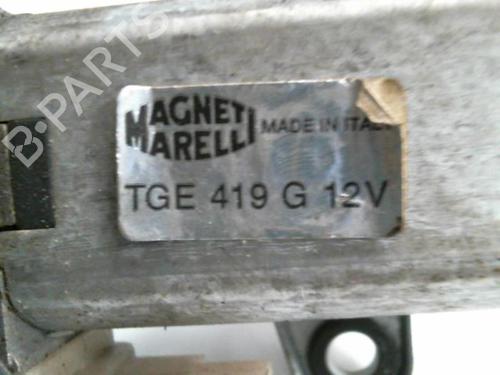 B-PARTS
MAGNETI MARELLI MADE IN ITALY
TGE 419 G 12V